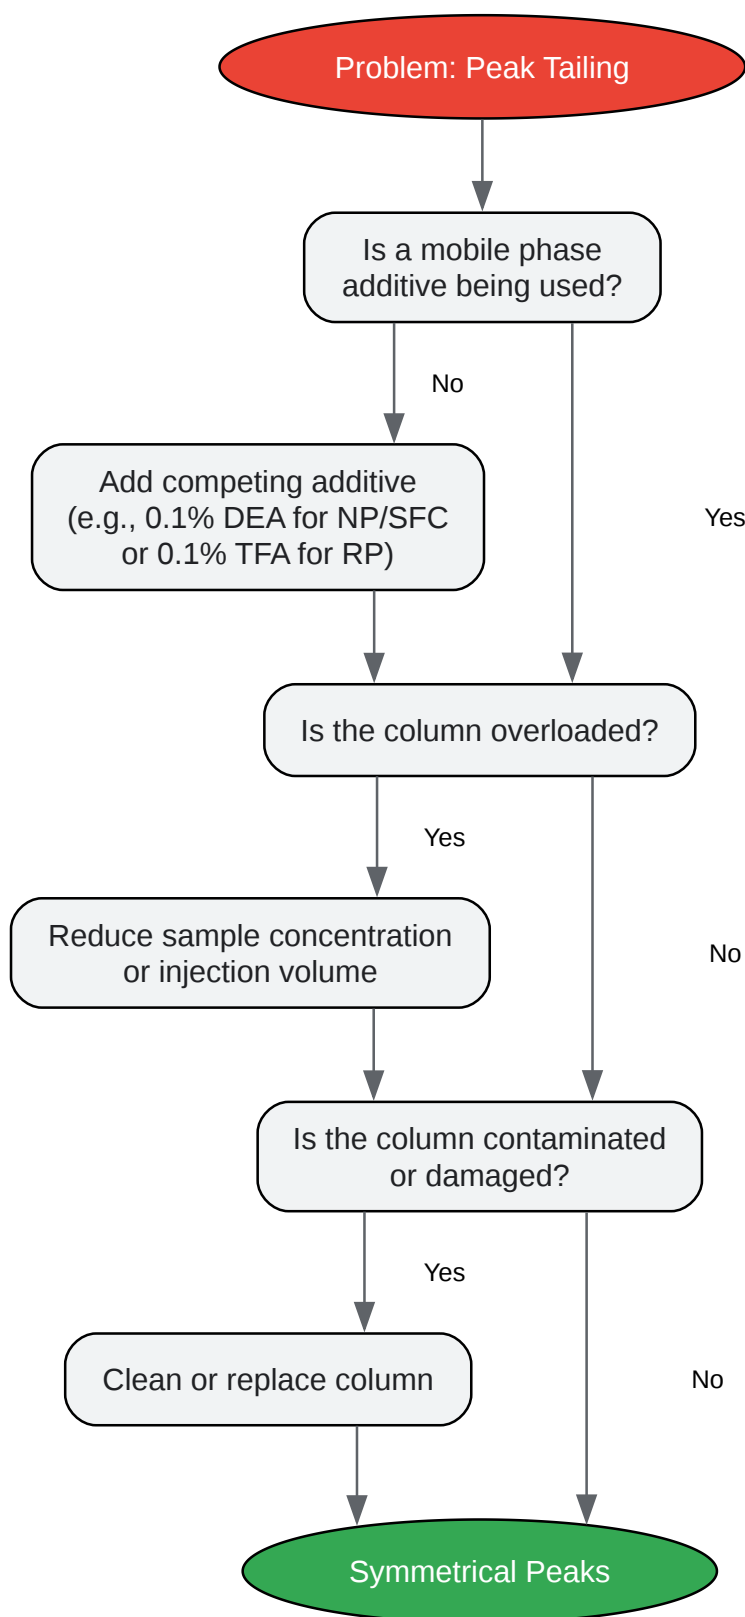 Problem: Peak Tailing
Is a mobile phase
additive being used?
No
Add competing additive
(e.g., 0.1% DEA for NP/SFC
or 0.1% TFA for RP)
Yes
Is the column overloaded?
Yes
Reduce sample concentration
or injection volume
No
Is the column contaminated
or damaged?
Yes
Clean or replace column
No
Symmetrical Peaks